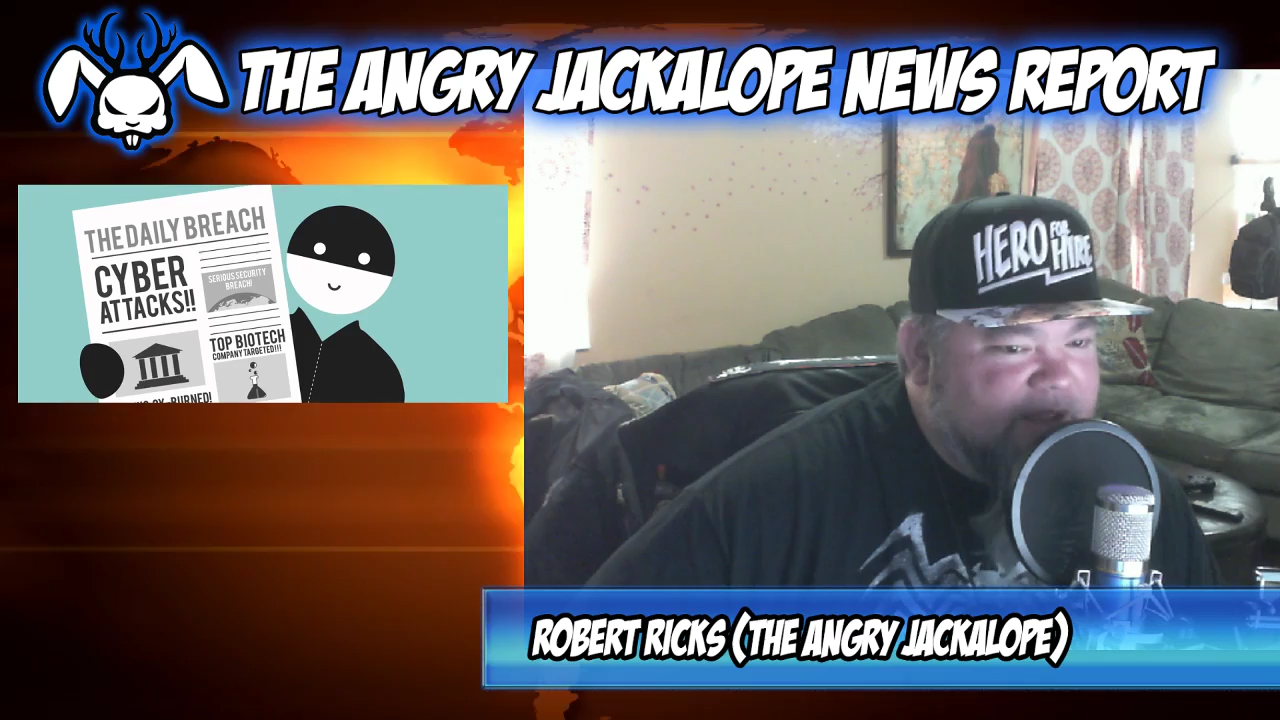 THE ANGRY JACKALOPE NEWS REPORT
THE DAILY BREACH
CYBER
ATTACKS!!
SERIOUS SECURITY
BREACH!
TOP BIOTECH
COMPANY TARGETED!!!
BURNED!
HERO FOR
HIRE
ROBERT RICKS (THE ANGRY JACKALOPE)